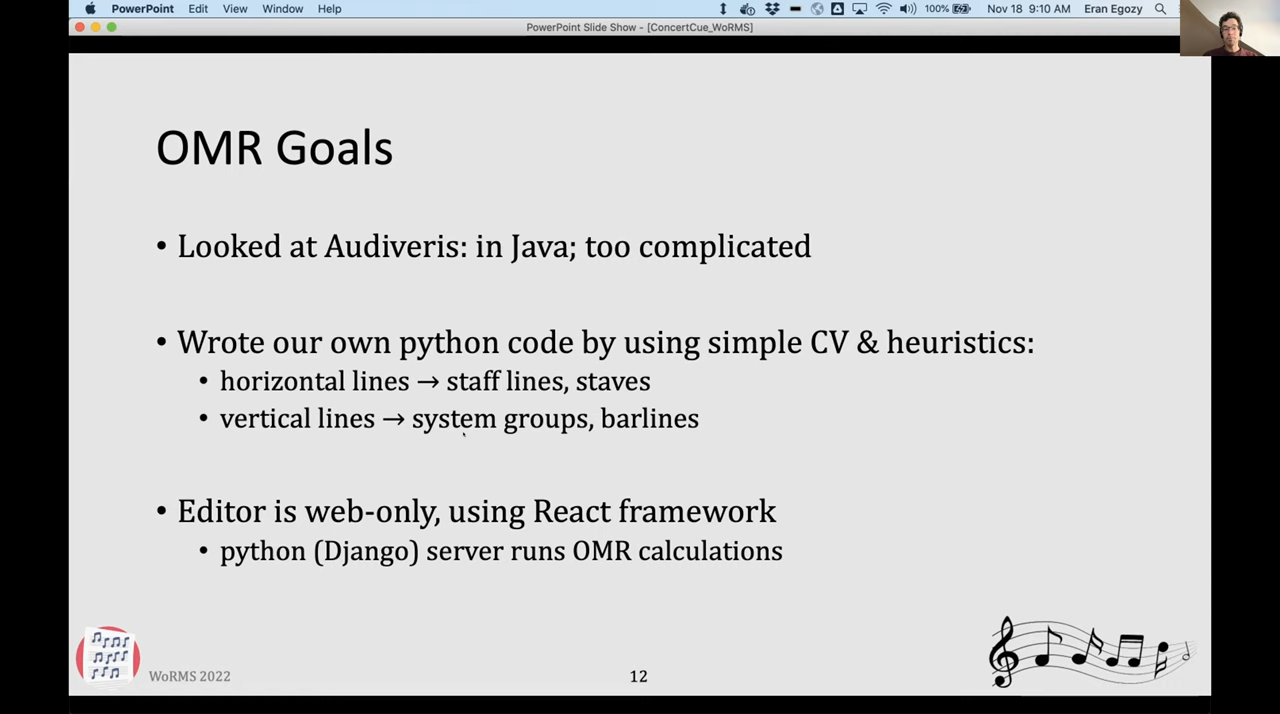 PowerPoint Edit View Window Help 100% Nov 18 9:10 AM Eran Egozy
PowerPoint Slide Show - [ConcertCue_WoRMS]
OMR Goals
• Looked at Audiveris: in Java; too complicated
• Wrote our own python code by using simple CV & heuristics:
• horizontal lines → staff lines, staves
• vertical lines → system groups, barlines
• Editor is web-only, using React framework
• python (Django) server runs OMR calculations
WoRMS 2022
12